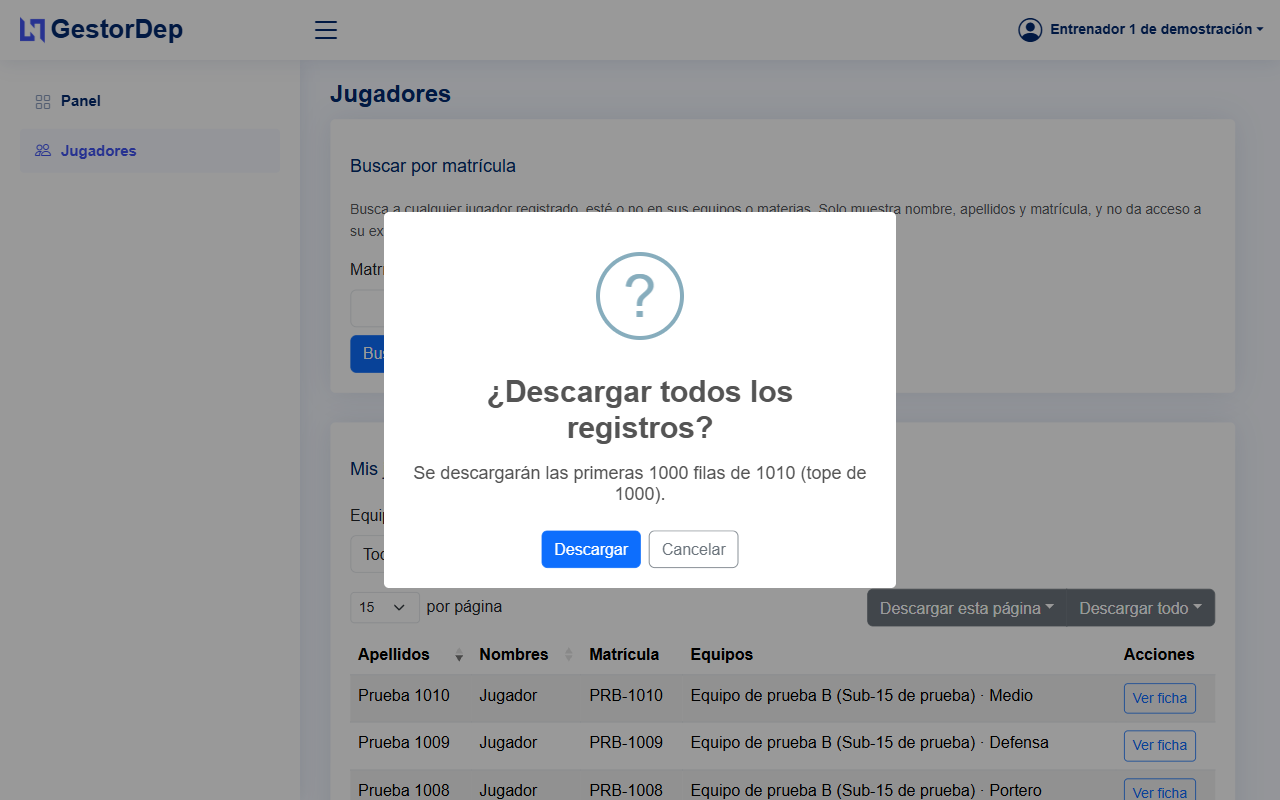 GestorDep
Entrenador 1 de demostración
Panel
Jugadores
Jugadores
Buscar por matrícula
Busca a cualquier jugador registrado, esté o no en sus equipos o materias. Solo muestra nombre, apellidos y matrícula, y no da acceso a
su
?
¿Descargar todos los
registros?
Se descargarán las primeras 1000 filas de 1010 (tope de
1000).
Descargar
Cancelar
Mis
15
por página
Descargar esta página
Descargar todo
Apellidos
Nombres
Matrícula
Equipos
Acciones
Prueba 1010
Jugador
PRB-1010
Equipo de prueba B (Sub-15 de prueba) · Medio
Ver ficha
Prueba 1009
Jugador
PRB-1009
Equipo de prueba B (Sub-15 de prueba) · Defensa
Ver ficha
Prueba 1008
Jugador
PRB-1008
Equipo de prueba B (Sub-15 de prueba) · Portero
Ver ficha